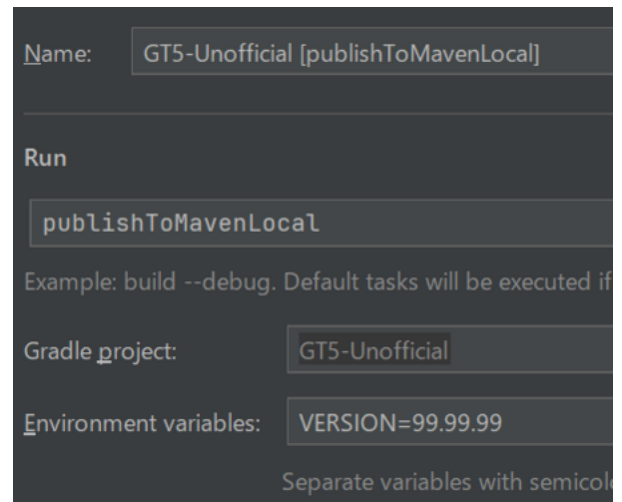 Name: GT5-Unofficial [publishToMavenLocal]
Run
publishToMavenLocal
Example: build --debug. Default tasks will be executed if
Gradle project: GT5-Unofficial
Environment variables: VERSION=99.99.99
Separate variables with